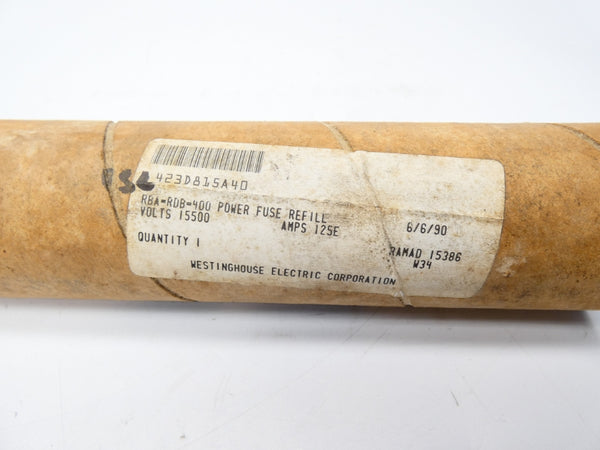 423D815A40
RBA-RDB-400 POWER FUSE REFILL
VOLTS 15500 AMPS 125E 6/6/90
QUANTITY 1 RAMAD 15386
W34
WESTINGHOUSE ELECTRIC CORPORATION